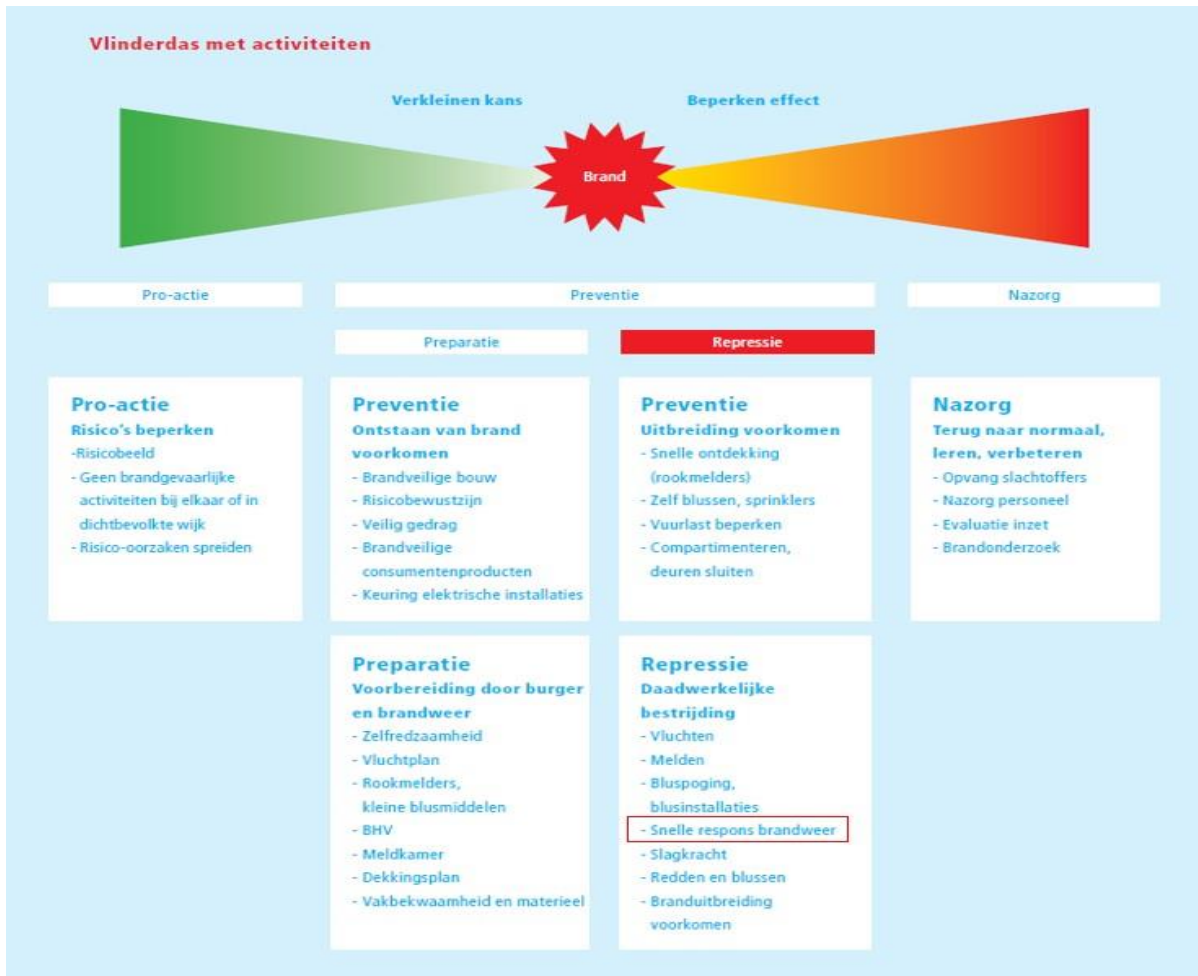 Vlinderdas met activiteiten
Verkleinen kans
Beperken effect
Brand
Pro-actie
Preventie
Nazorg
Preparatie
Repressie
Pro-actie
Risico's beperken
-Risicobeeld
- Geen brandgevaarlijke
activiteiten bij elkaar of in
dichtbevolkte wijk
- Risico-oorzaken spreiden
Preventie
Ontstaan van brand
voorkomen
- Brandveilige bouw
- Risicobewustzijn
- Veilig gedrag
- Brandveilige
consumentenproducten
- Keuring elektrische installaties
Preventie
Uitbreiding voorkomen
- Snelle ontdekking
(rookmelders)
- Zelf blussen, sprinklers
- Vuurlast beperken
- Compartimenteren,
deuren sluiten
Nazorg
Terug naar normaal,
leren, verbeteren
- Opvang slachtoffers
- Nazorg personeel
- Evaluatie inzet
- Brandonderzoek
Preparatie
Voorbereiding door burger
en brandweer
- Zelfredzaamheid
- Vluchtplan
- Rookmelders,
kleine blusmiddelen
- BHV
- Meldkamer
- Dekkingsplan
- Vakbekwaamheid en materieel
Repressie
Daadwerkelijke
bestrijding
- Vluchten
- Melden
- Bluspoging,
blusinstallaties
- Snelle respons brandweer
- Slagkracht
- Redden en blussen
- Branduitbreiding
voorkomen